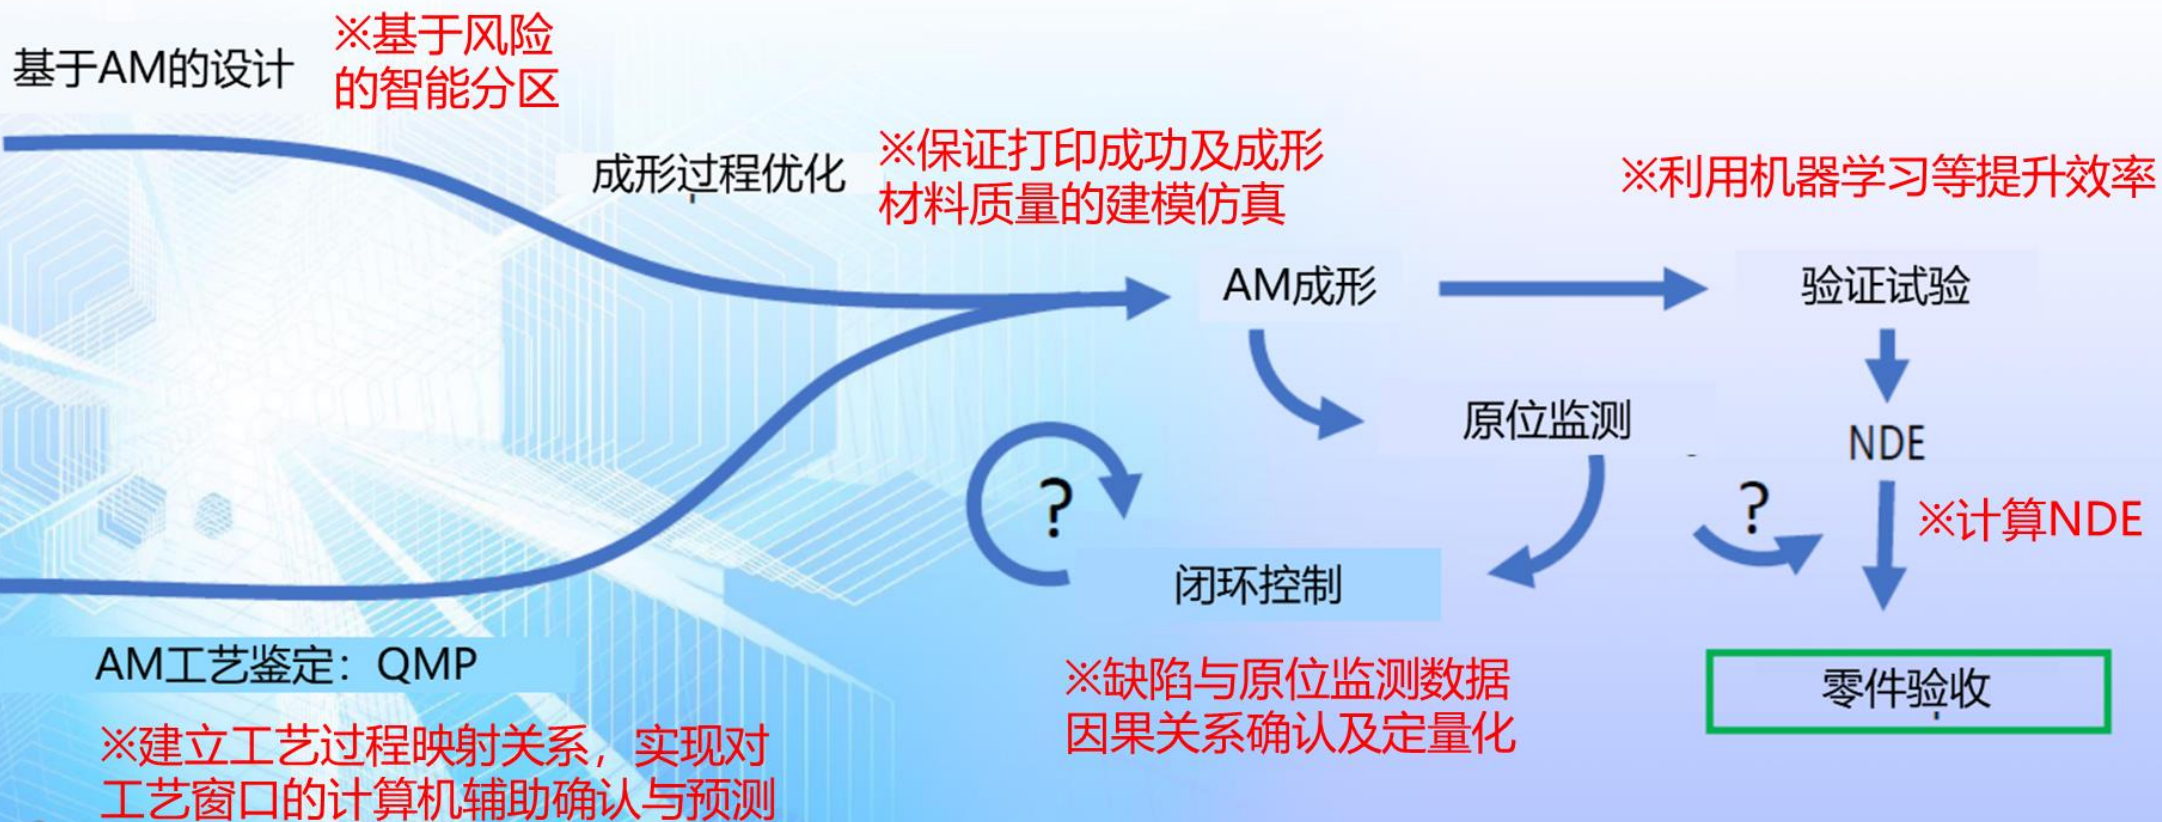 基于AM的设计
※基于风险
的智能分区
成形过程优化
※保证打印成功及成形
材料质量的建模仿真
※利用机器学习等提升效率
AM成形
验证试验
原位监测
NDE
?
?
※计算NDE
闭环控制
AM工艺鉴定：QMP
※建立工艺过程映射关系，实现对
工艺窗口的计算机辅助确认与预测
※缺陷与原位监测数据
因果关系确认及定量化
零件验收